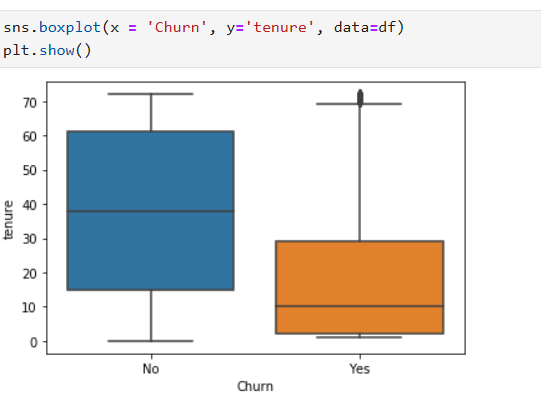 sns.boxplot(x = 'Churn', y='tenure', data=df)
plt.show()
70
60
50
40
30
20
10
0
tenure
No Yes
Churn